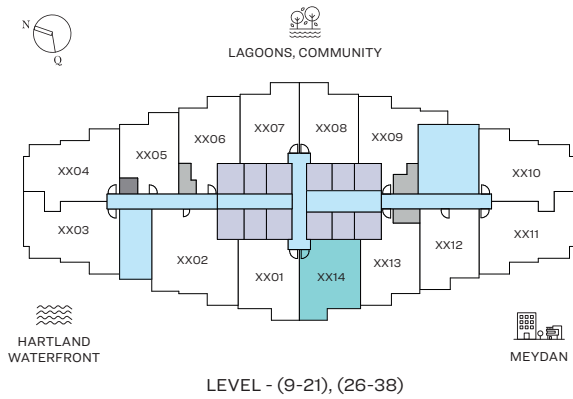 N
Q
LAGOONS, COMMUNITY
XX07
XX08
XX06
XX09
XX05
XX04
XX10
XX03
XX11
XX02
XX12
XX01
XX14
XX13
HARTLAND
WATERFRONT
MEYDAN
LEVEL - (9-21), (26-38)